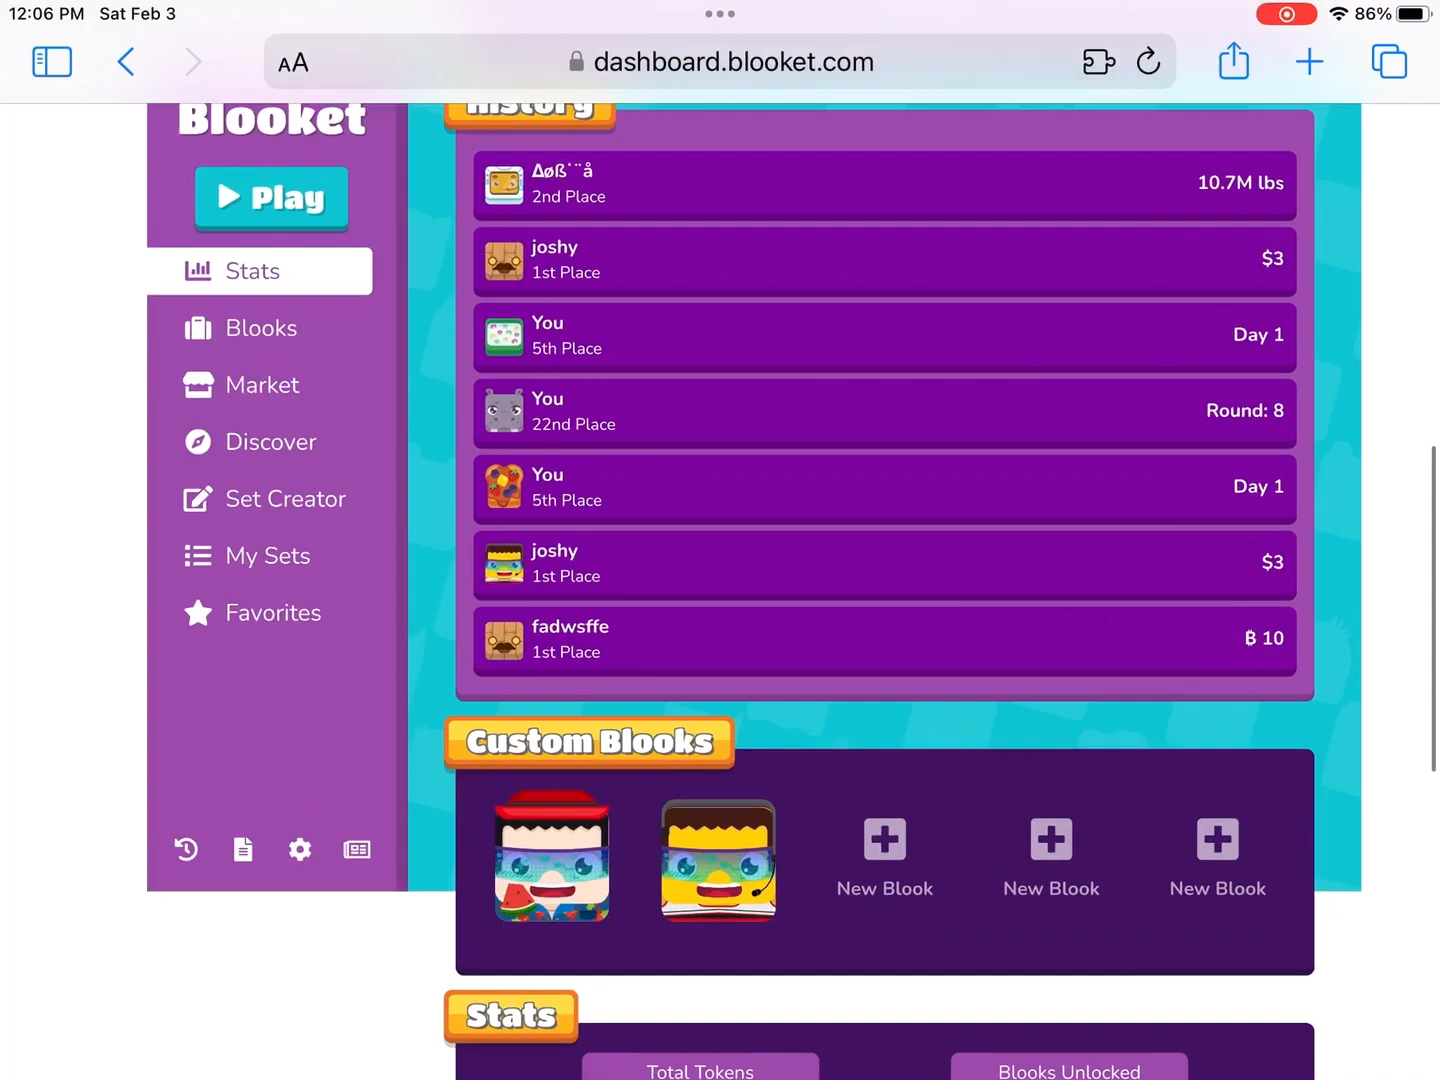 12:06 PM Sat Feb 3
86%
AA
dashboard.blooket.com
Blooket
Play
Stats
Blooks
Market
Discover
Set Creator
My Sets
Favorites
History
∆øß˙¨å
2nd Place
10.7M lbs
joshy
1st Place
$3
You
5th Place
Day 1
You
22nd Place
Round: 8
You
5th Place
Day 1
joshy
1st Place
$3
fadwsffe
1st Place
฿ 10
Custom Blooks
New Blook
New Blook
New Blook
Stats
Total Tokens
Blooks Unlocked